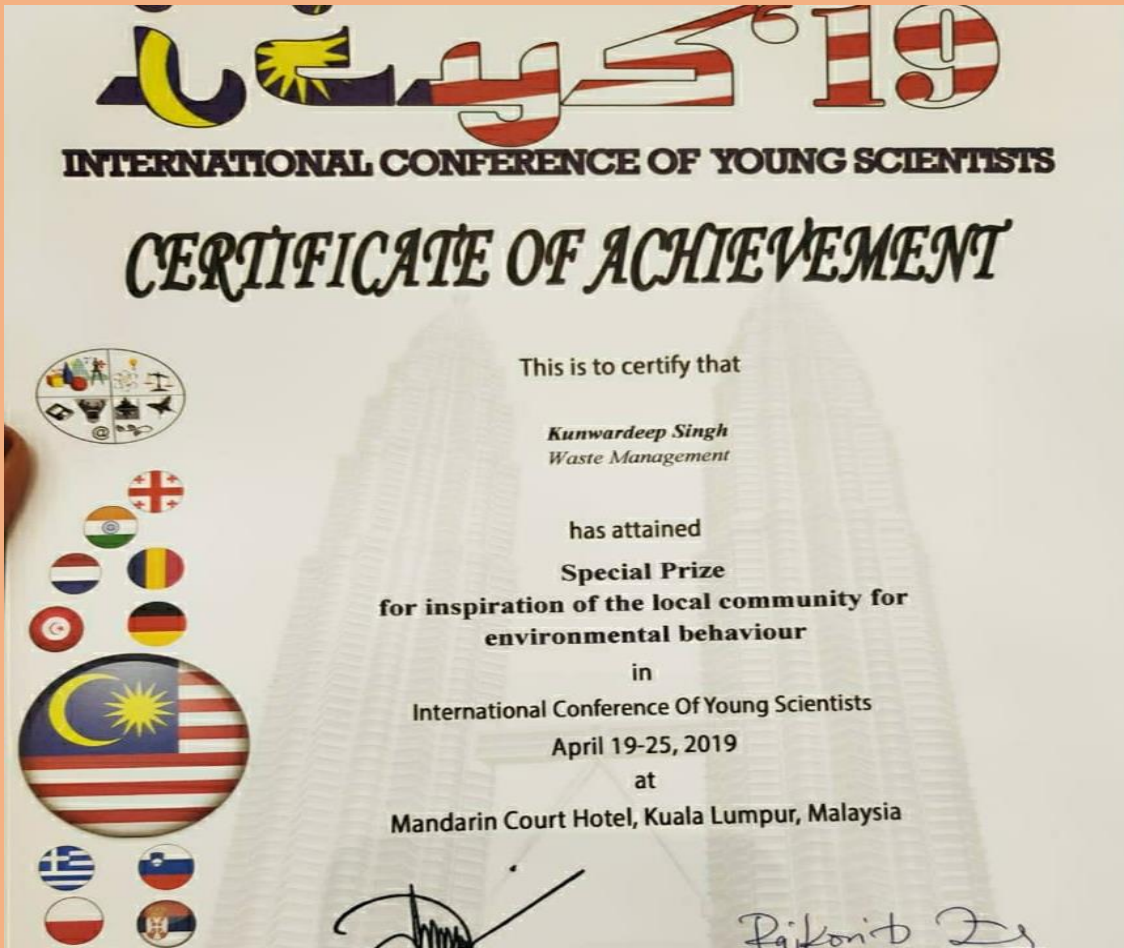 icys'19
INTERNATIONAL CONFERENCE OF YOUNG SCIENTISTS
CERTIFICATE OF ACHIEVEMENT
This is to certify that
Kunwardeep Singh
Waste Management
has attained
Special Prize
for inspiration of the local community for
environmental behaviour
in
International Conference Of Young Scientists
April 19-25, 2019
at
Mandarin Court Hotel, Kuala Lumpur, Malaysia